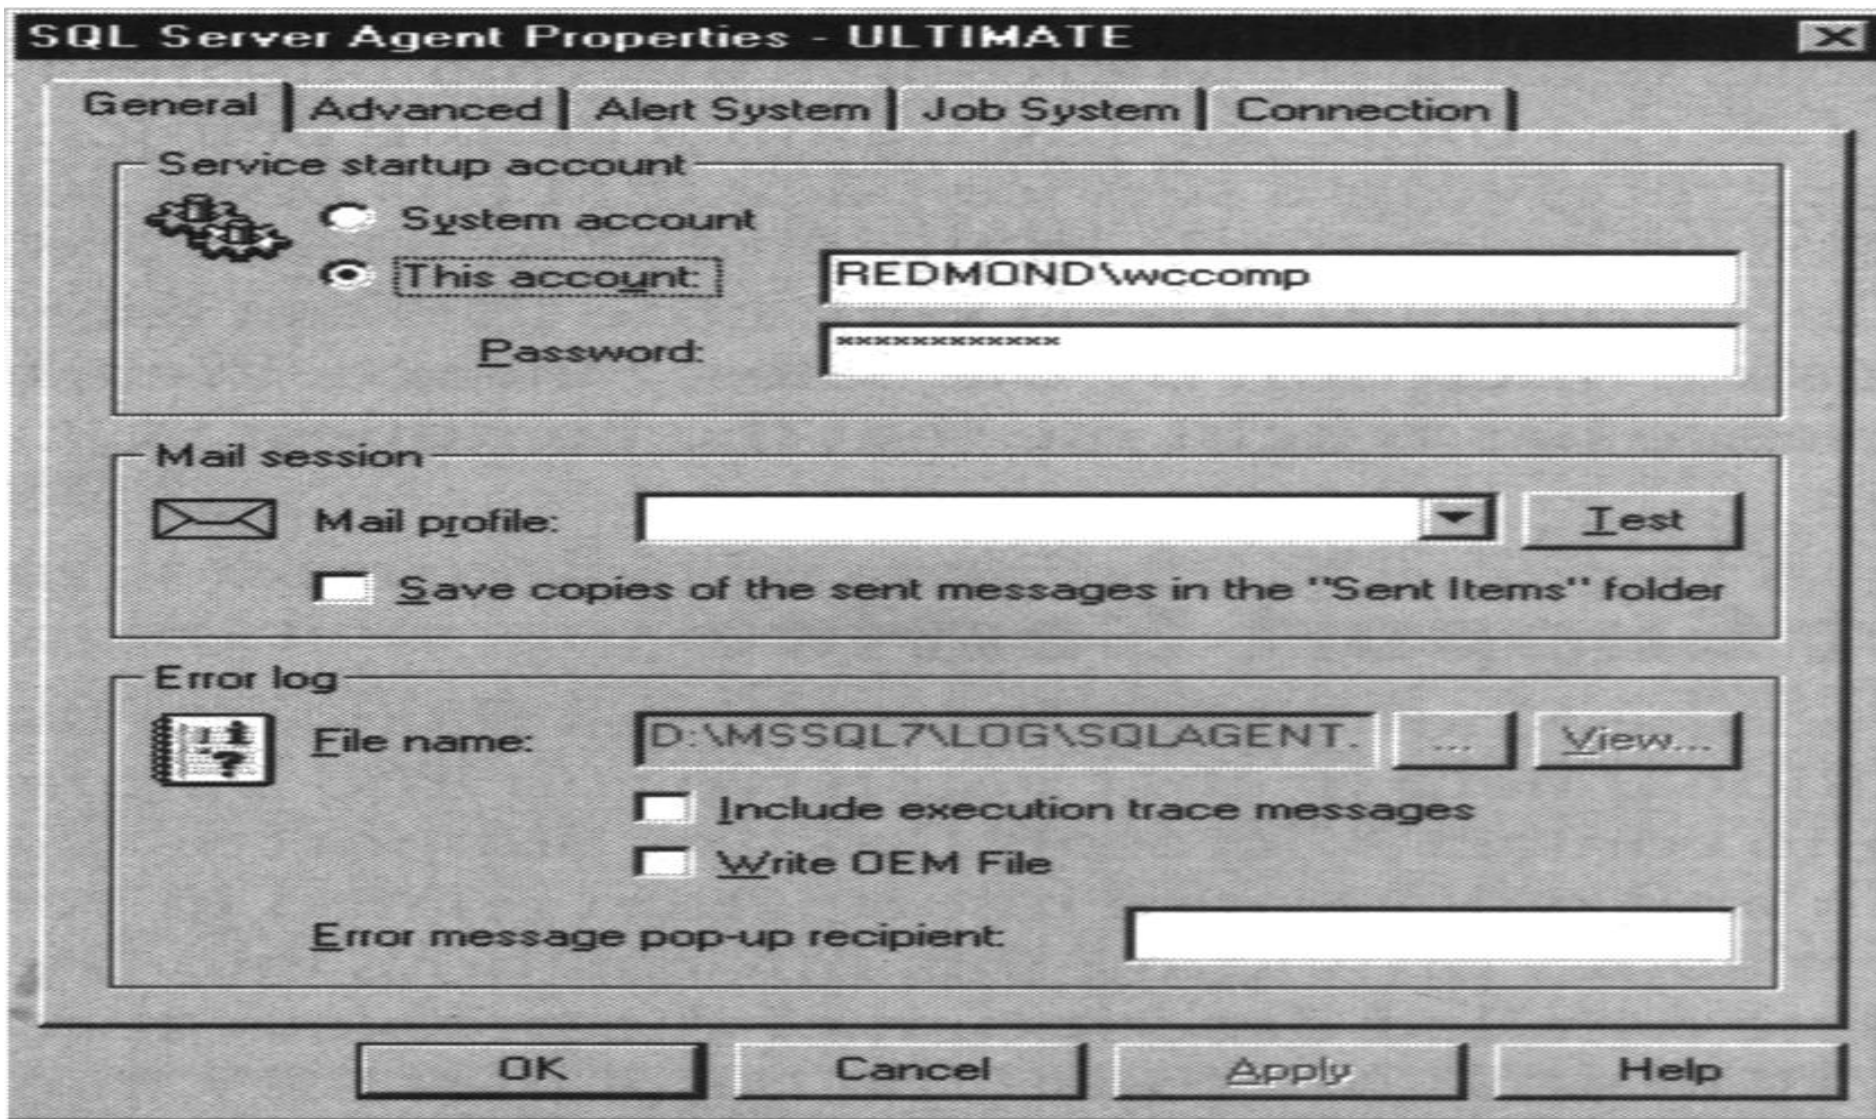 SQL Server Agent Properties - ULTIMATE
General Advanced Alert System Job System Connection
Service startup account
System account
This account: REDMOND\wccomp
Password: ************
Mail session
Mail profile: Test
Save copies of the sent messages in the "Sent Items" folder
Error log
File name: D:\MSSQL7\LOG\SQLAGENT. ... View...
Include execution trace messages
Write OEM File
Error message pop-up recipient:
OK Cancel Apply Help